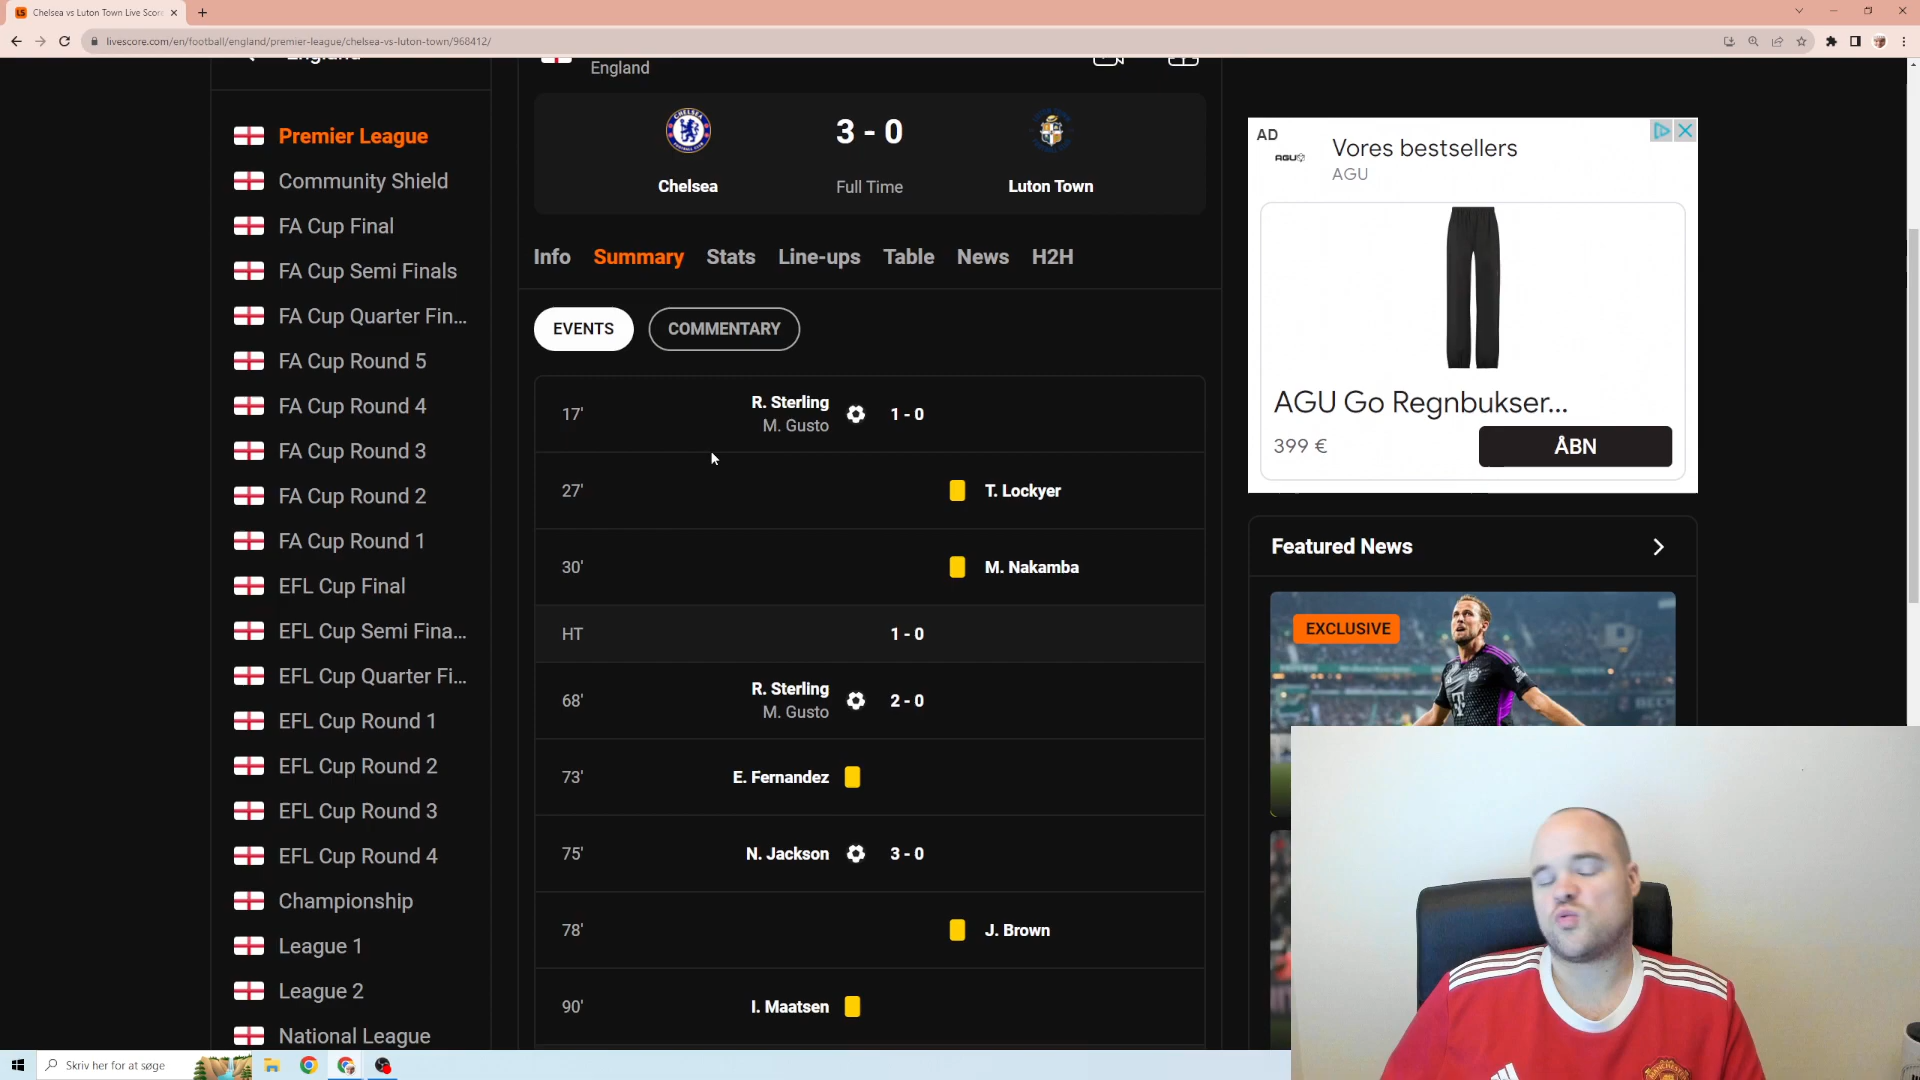 Chelsea vs Luton Town Live Score
livescore.com/en/football/england/premier-league/chelsea-vs-luton-town/968412/
England
Premier League
Community Shield
FA Cup Final
FA Cup Semi Finals
FA Cup Quarter Fin...
FA Cup Round 5
FA Cup Round 4
FA Cup Round 3
FA Cup Round 2
FA Cup Round 1
EFL Cup Final
EFL Cup Semi Fina...
EFL Cup Quarter Fi...
EFL Cup Round 1
EFL Cup Round 2
EFL Cup Round 3
EFL Cup Round 4
Championship
League 1
League 2
National League
England
3 - 0
Chelsea
Full Time
Luton Town
Info Summary Stats Line-ups Table News H2H
EVENTS COMMENTARY
17' R. Sterling 1 - 0
M. Gusto
27' T. Lockyer
30' M. Nakamba
HT 1 - 0
68' R. Sterling 2 - 0
M. Gusto
73' E. Fernandez
75' N. Jackson 3 - 0
78' J. Brown
90' I. Maatsen
AD
AGU
Vores bestsellers
AGU
AGU Go Regnbukser...
399 €
ÅBN
Featured News
EXCLUSIVE
Skriv her for at søge